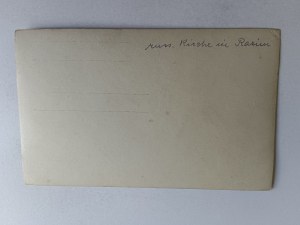 russ. Kirche in